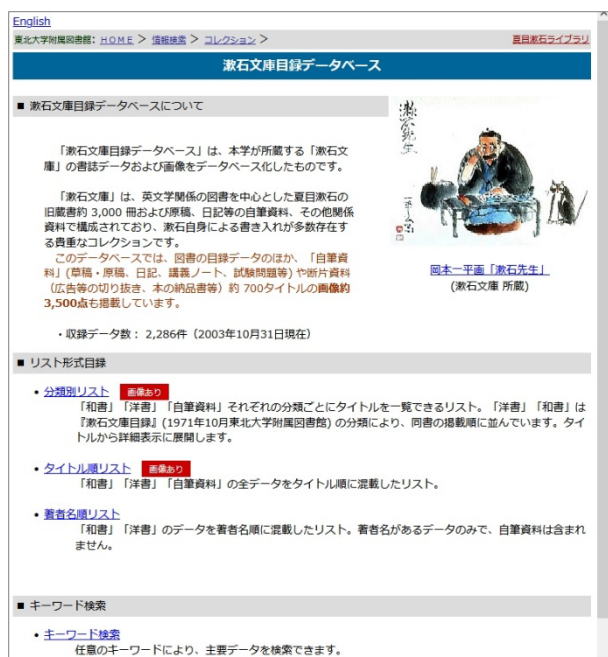 English
東北大学附属図書館: HOME > 情報検索 > コレクション > 夏目漱石ライブラリ
漱石文庫目録データベース
■ 漱石文庫目録データベースについて
「漱石文庫目録データベース」は、本学が所蔵する「漱石文
庫」の書誌データおよび画像をデータベース化したものです。
「漱石文庫」は、英文学関係の図書を中心とした夏目漱石の
旧蔵書約 3,000 冊および原稿、日記等の自筆資料、その他関係
資料で構成されており、漱石自身による書き入れが多数存在す
る貴重なコレクションです。
このデータベースでは、図書の目録データのほか、「自筆資
料」(草稿・原稿、日記、講義ノート、試験問題等) や断片資料
（広告等の切り抜き、本の納品書等）約 700タイトルの画像約
3,500点も掲載しています。
・収録データ数： 2,286件（2003年10月31日現在）
漱石先生
岡本一平画「漱石先生」
(漱石文庫 所蔵)
■ リスト形式目録
• 分類別リスト 画像あり
「和書」「洋書」「自筆資料」それぞれの分類ごとにタイトルを一覧できるリスト。「洋書」「和書」は
『漱石文庫目録』(1971年10月東北大学附属図書館) の分類により、同書の掲載順に並んでいます。タイ
トルから詳細表示に展開します。
• タイトル順リスト 画像あり
「和書」「洋書」「自筆資料」の全データをタイトル順に混載したリスト。
• 著者名順リスト
「和書」「洋書」のデータを著者名順に混載したリスト。著者名があるデータのみで、自筆資料は含まれ
ません。
■ キーワード検索
• キーワード検索
任意のキーワードにより、主要データを検索できます。